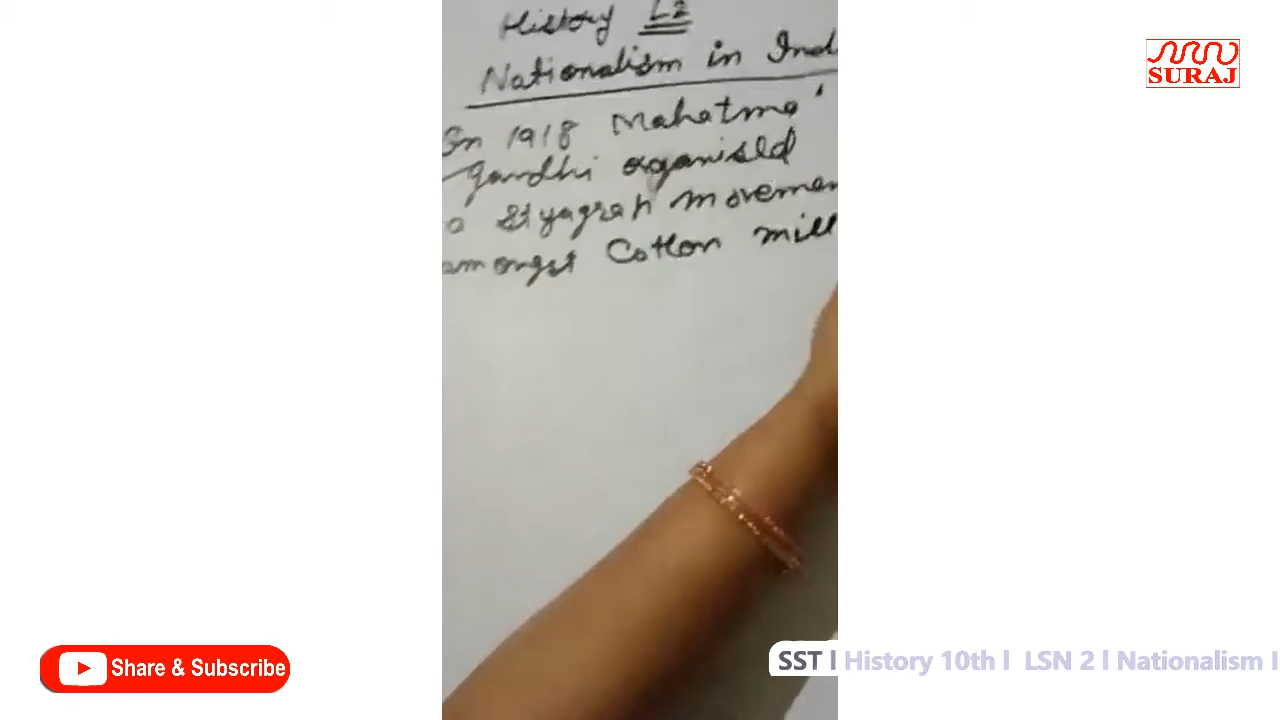 History L2
Nationalism in Ind
In 1918 Mahatma
Gandhi organised
a Styagrah movemen
amongst Cotton mill
SURAJ
Share & Subscribe
SST l History 10th l LSN 2 l Nationalism I